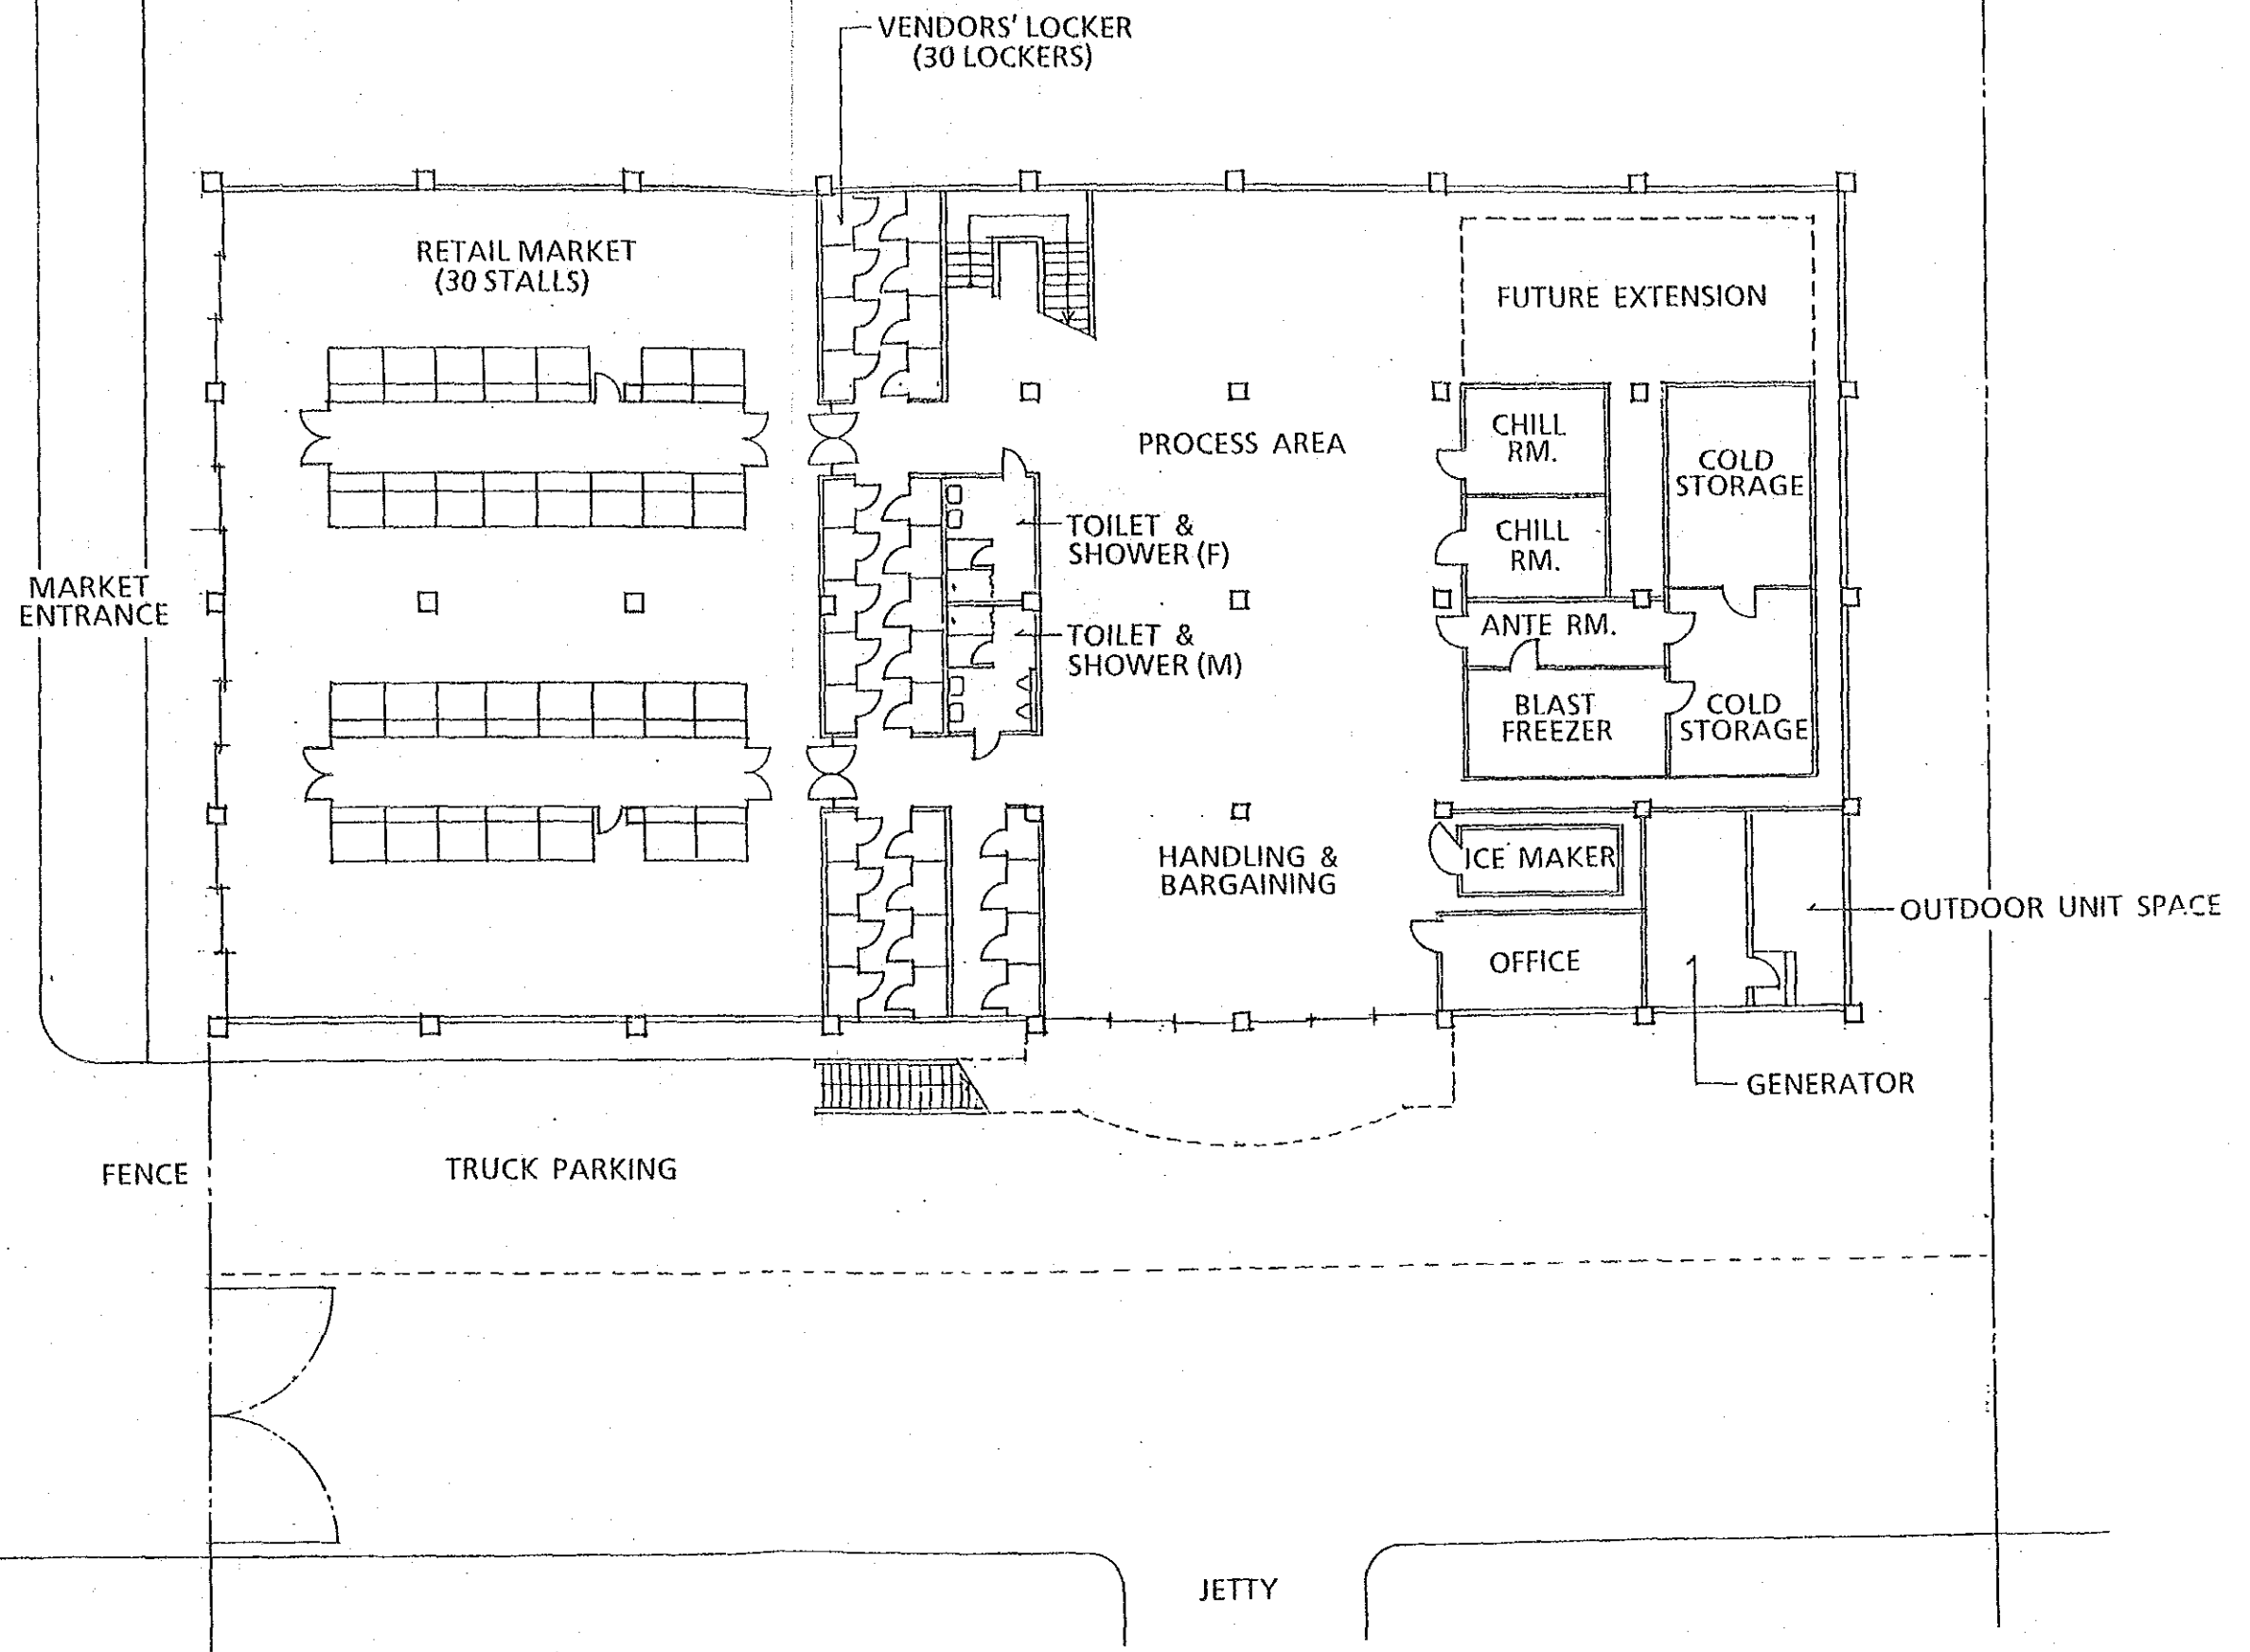 VENDORS' LOCKER
(30 LOCKERS)
RETAIL MARKET
(30 STALLS)
FUTURE EXTENSION
PROCESS AREA
CHILL
RM.
COLD
STORAGE
TOILET &
SHOWER (F)
CHILL
RM.
MARKET
ENTRANCE
TOILET &
SHOWER (M)
ANTE RM.
BLAST
FREEZER
COLD
STORAGE
HANDLING &
BARGAINING
ICE MAKER
OUTDOOR UNIT SPACE
OFFICE
GENERATOR
FENCE
TRUCK PARKING
JETTY